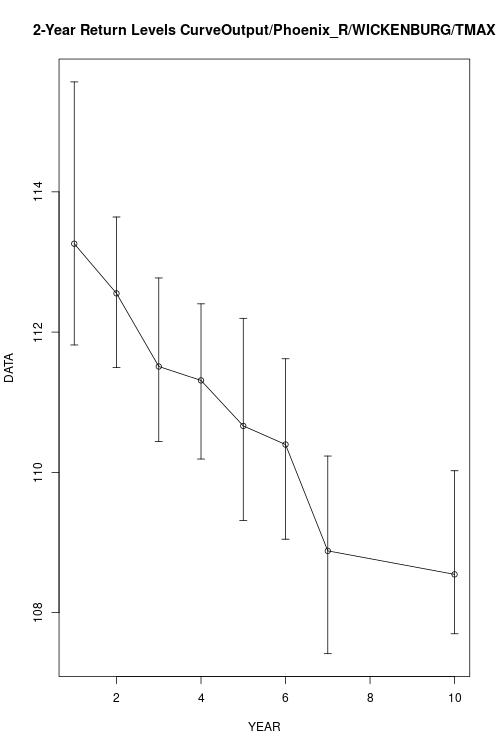 2-Year Return Levels CurveOutput/Phoenix_R/WICKENBURG/TMAX
114
112
110
108
DATA
2 4 6 8 10
YEAR